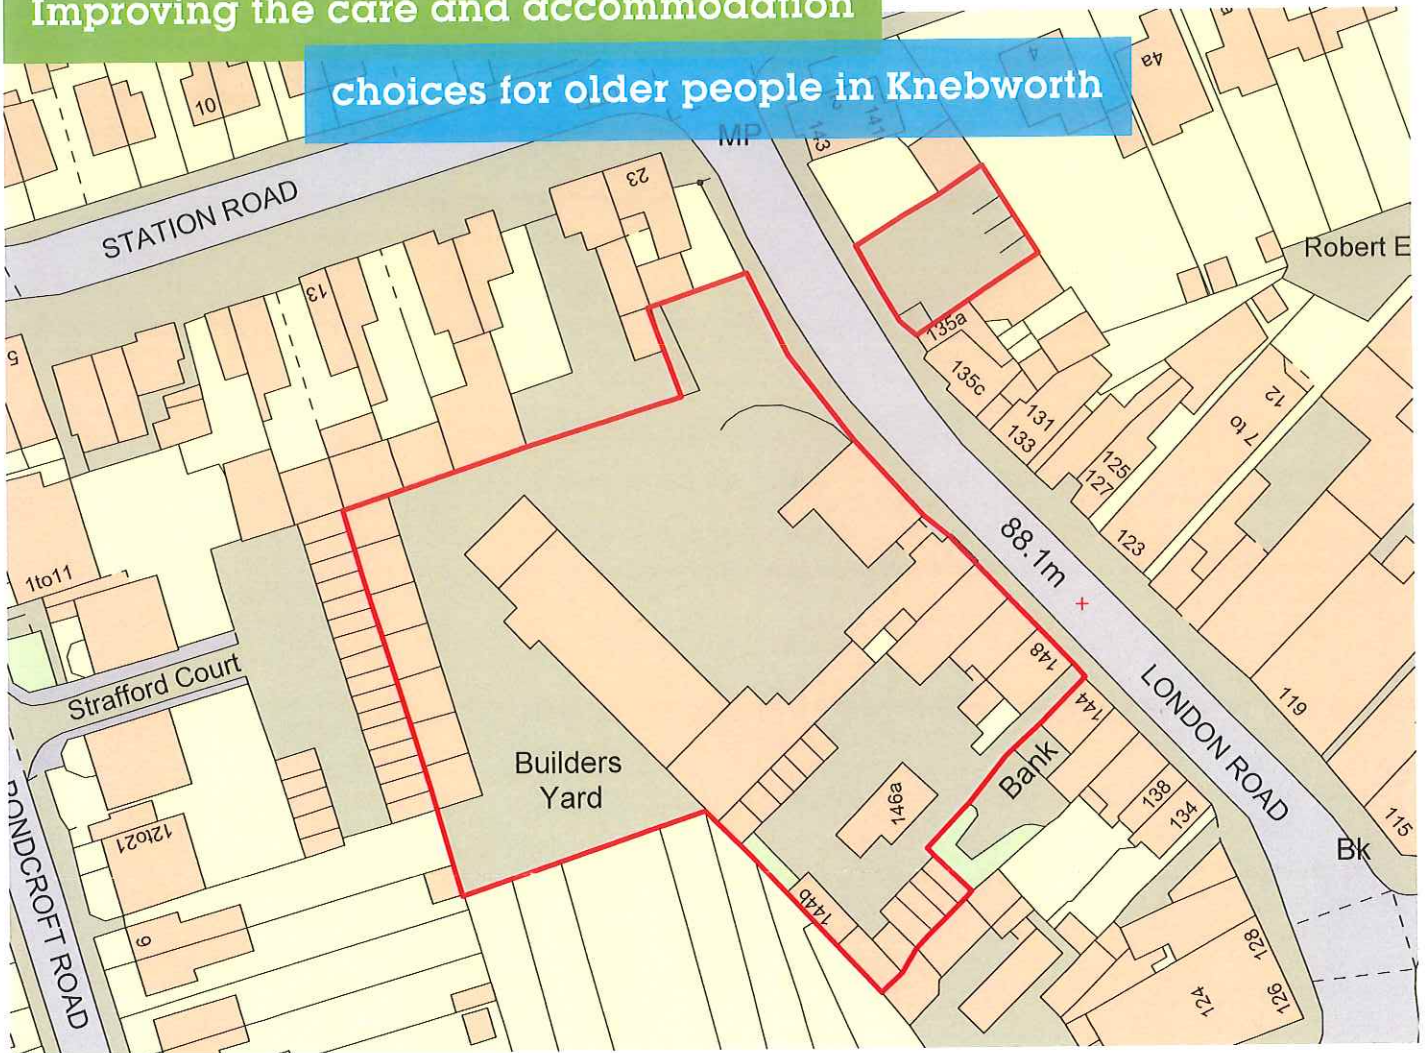 Improving the care and accommodation
choices for older people in Knebworth
MP
4
4a
10
143
141
23
STATION ROAD
Robert E
13
135a
5
135c
12
7 to
131
133
125
127
123
88.1m
1to11
148
Strafford Court
144
LONDON ROAD
119
Builders
Yard
Bank
146a
138
134
115
Bk
12to21
PONDCROFT ROAD
144b
9
128
124
126